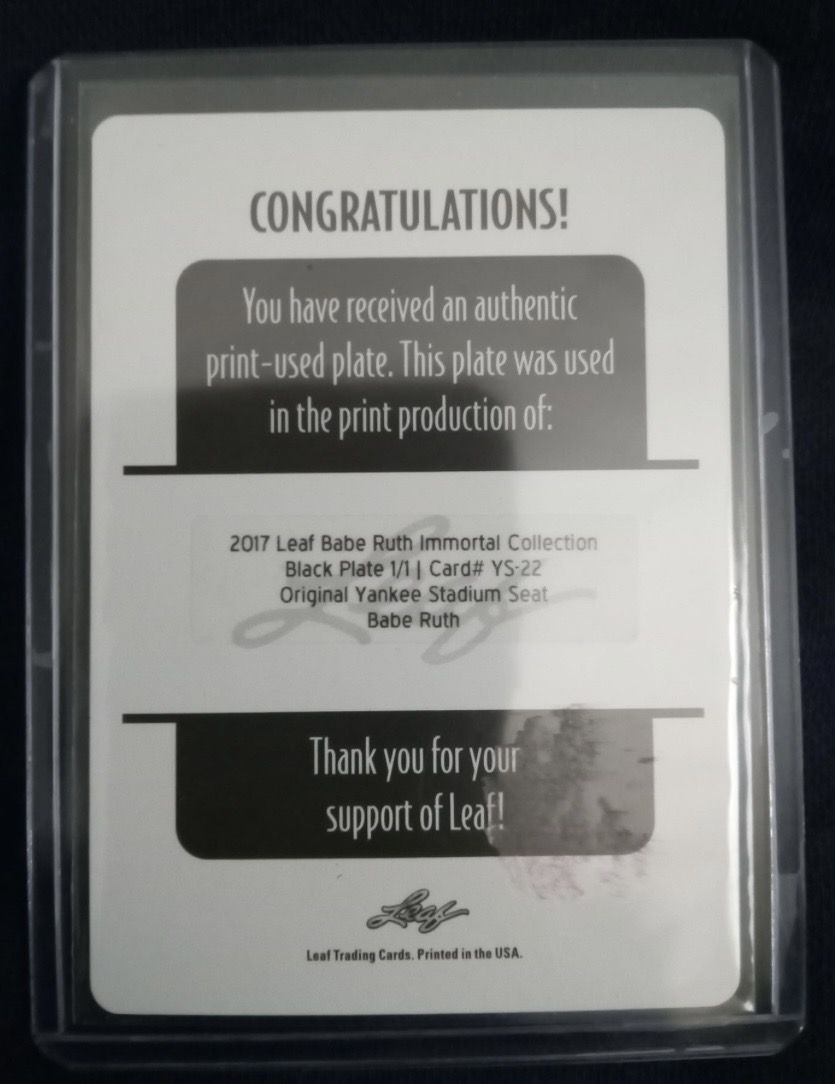 CONGRATULATIONS!
You have received an authentic
print-used plate. This plate was used
in the print production of:
2017 Leaf Babe Ruth Immortal Collection
Black Plate 1/1 | Card# YS-22
Original Yankee Stadium Seat
Babe Ruth
Leaf
Thank you for your
support of Leaf!
Leaf
Leaf Trading Cards. Printed in the USA.